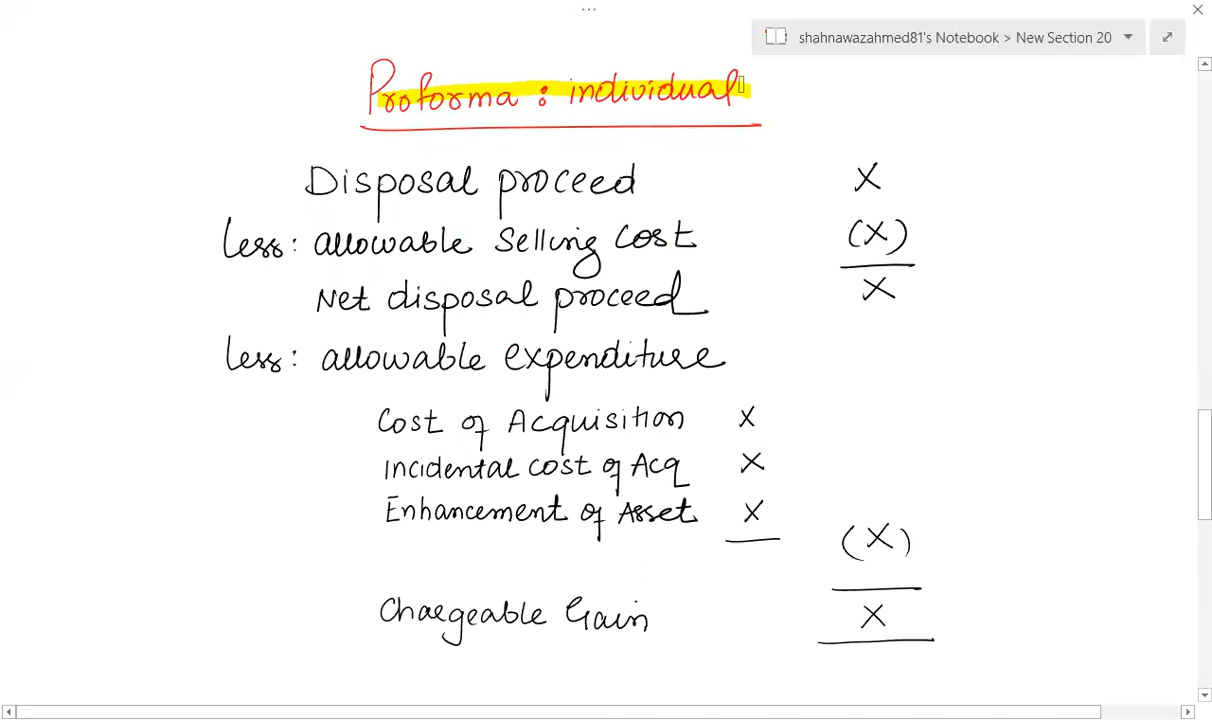 shahnawazahmed81's Notebook > New Section 20
Proforma : individual
Disposal proceed X
less: allowable Selling Cost (X)
Net disposal proceed X
less: allowable expenditure
Cost of Acquisition X
Incidental cost of Acq X
Enhancement of Asset X
(X)
Chargeable Gain X